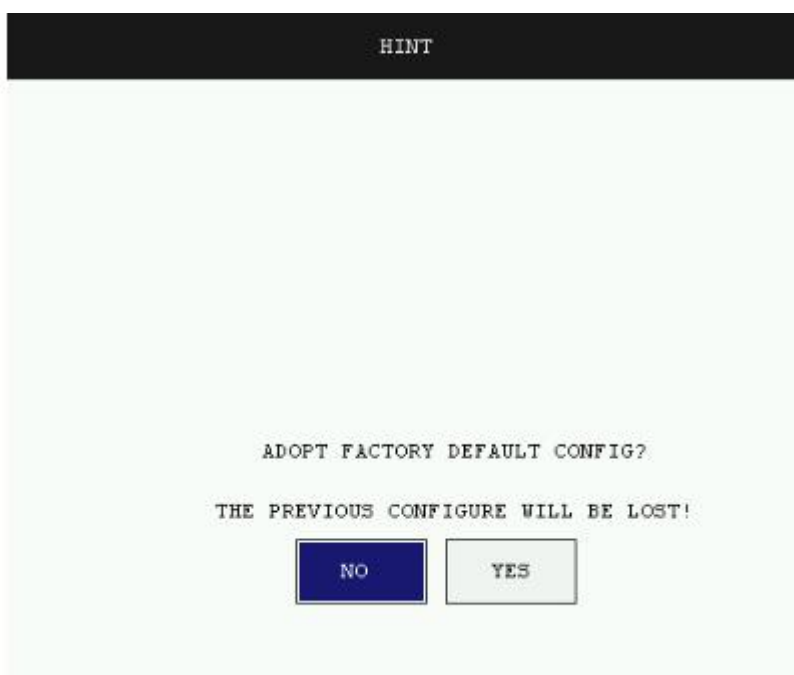 HINT
ADOPT FACTORY DEFAULT CONFIG?
THE PREVIOUS CONFIGURE WILL BE LOST!
NO YES